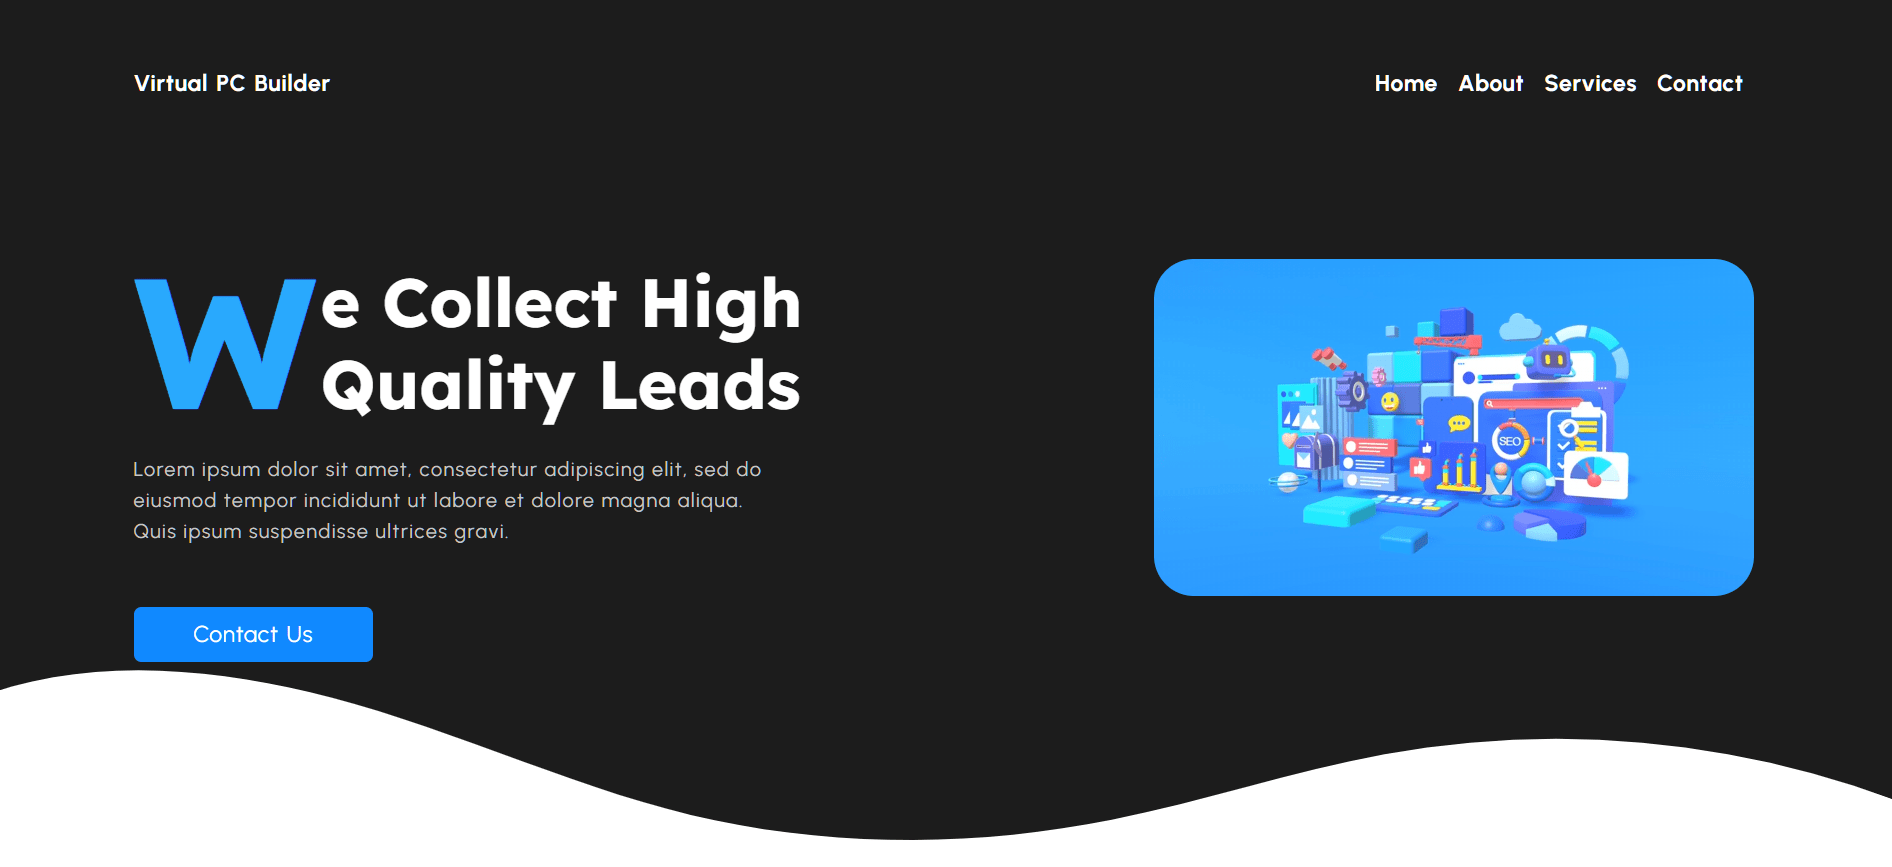 Virtual PC Builder
Home About Services Contact
We Collect High
Quality Leads
Lorem ipsum dolor sit amet, consectetur adipiscing elit, sed do
eiusmod tempor incididunt ut labore et dolore magna aliqua.
Quis ipsum suspendisse ultrices gravi.
SEO
Contact Us